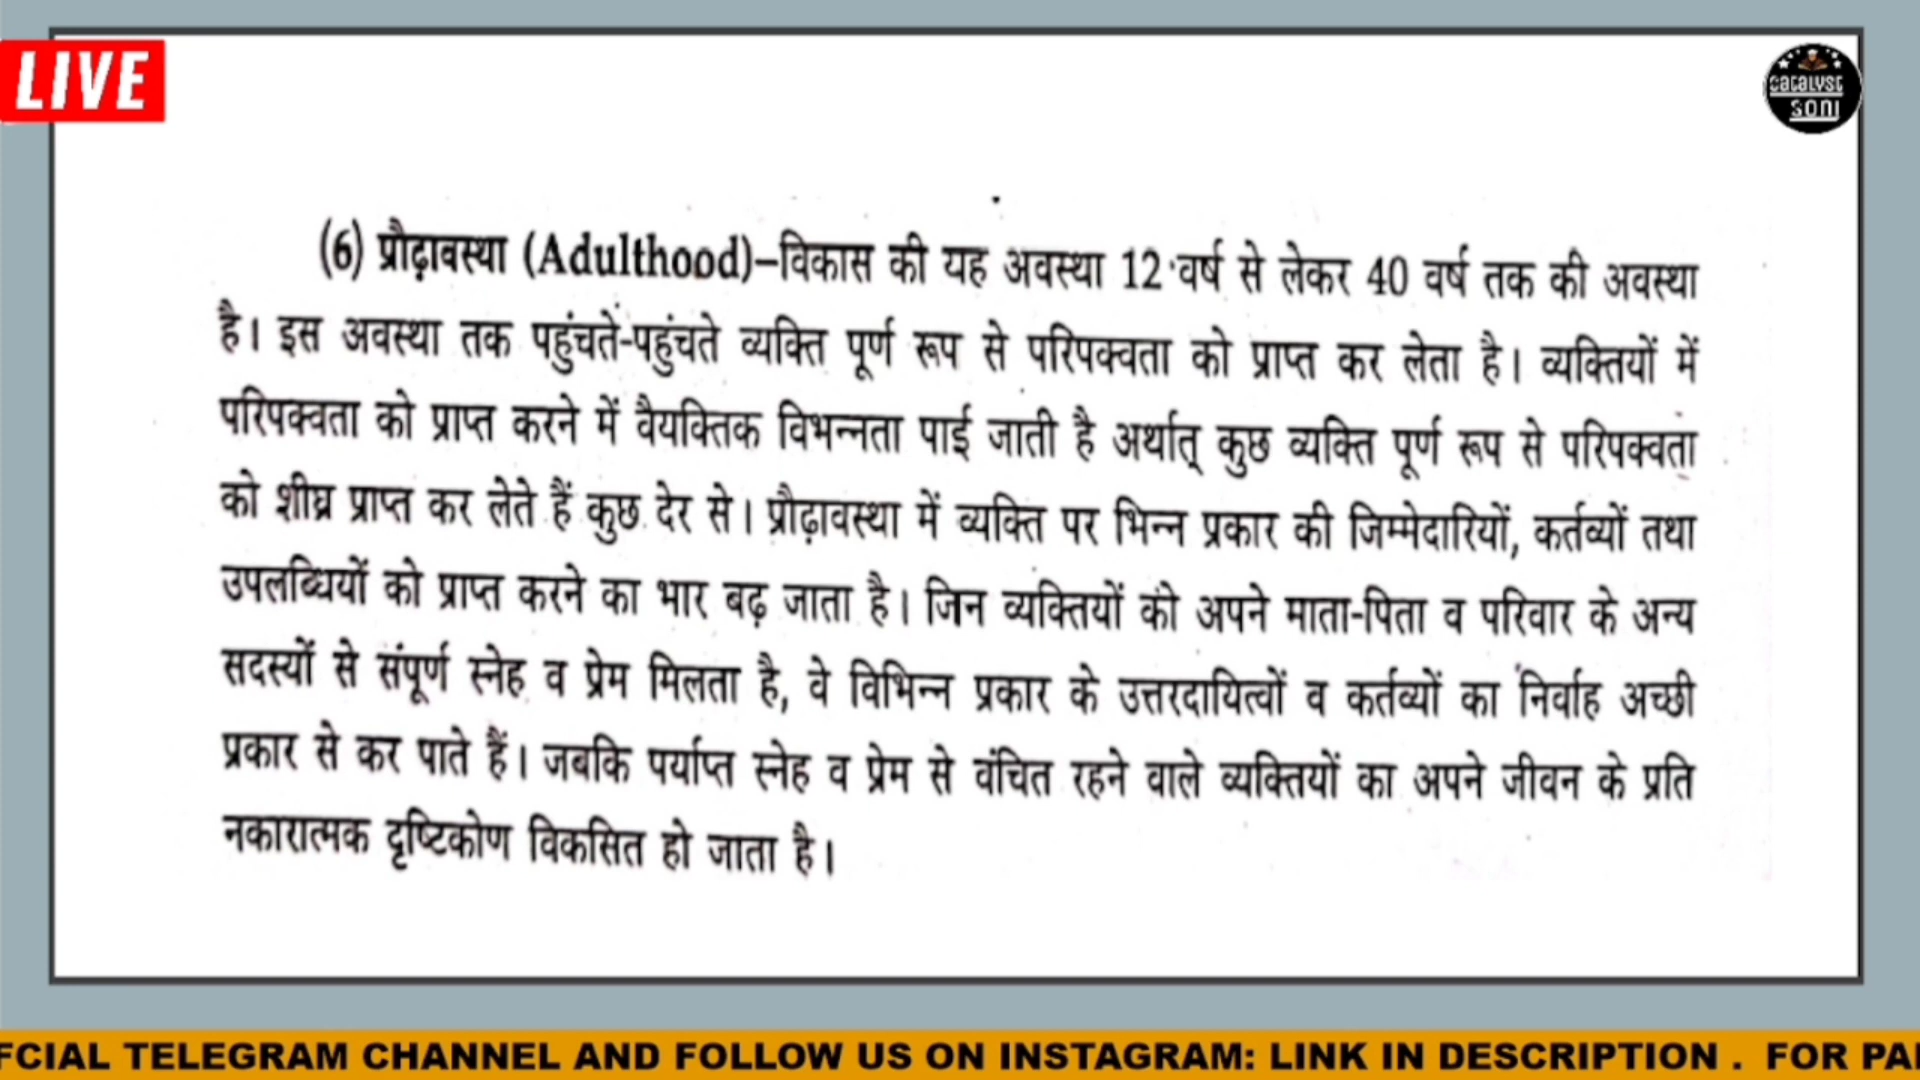 LIVE
catalyst
soni
(6) प्रौढ़ावस्था (Adulthood)–विकास की यह अवस्था 12 वर्ष से लेकर 40 वर्ष तक की अवस्था
है। इस अवस्था तक पहुंचते-पहुंचते व्यक्ति पूर्ण रूप से परिपक्वता को प्राप्त कर लेता है। व्यक्तियों में
परिपक्वता को प्राप्त करने में वैयक्तिक विभन्नता पाई जाती है अर्थात् कुछ व्यक्ति पूर्ण रूप से परिपक्वता
को शीघ्र प्राप्त कर लेते हैं कुछ देर से। प्रौढ़ावस्था में व्यक्ति पर भिन्न प्रकार की जिम्मेदारियों, कर्तव्यों तथा
उपलब्धियों को प्राप्त करने का भार बढ़ जाता है। जिन व्यक्तियों को अपने माता-पिता व परिवार के अन्य
सदस्यों से संपूर्ण स्नेह व प्रेम मिलता है, वे विभिन्न प्रकार के उत्तरदायित्वों व कर्तव्यों का निर्वाह अच्छी
प्रकार से कर पाते हैं। जबकि पर्याप्त स्नेह व प्रेम से वंचित रहने वाले व्यक्तियों का अपने जीवन के प्रति
नकारात्मक दृष्टिकोण विकसित हो जाता है।
FCIAL TELEGRAM CHANNEL AND FOLLOW US ON INSTAGRAM: LINK IN DESCRIPTION . FOR PA